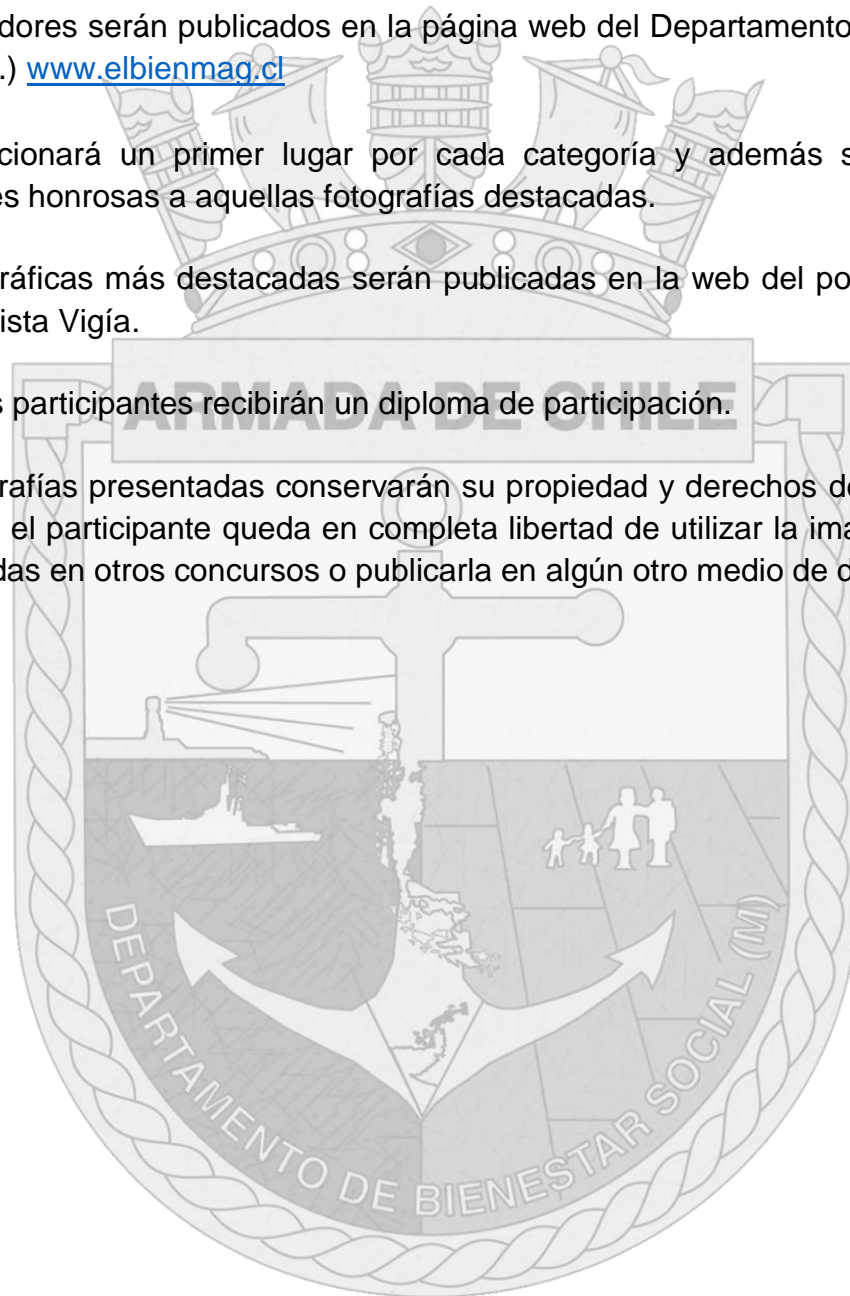 dores serán publicados en la página web del Departamento
.) www.elbienmag.cl
cionará un primer lugar por cada categoría y además s
es honrosas a aquellas fotografías destacadas.
ráficas más destacadas serán publicadas en la web del po
ista Vigía.
s participantes recibirán un diploma de participación.
rafías presentadas conservarán su propiedad y derechos d
el participante queda en completa libertad de utilizar la ima
das en otros concursos o publicarla en algún otro medio de d
ARMADA DE CHILE
DEPARTAMENTO DE BIENESTAR SOCIAL (M)